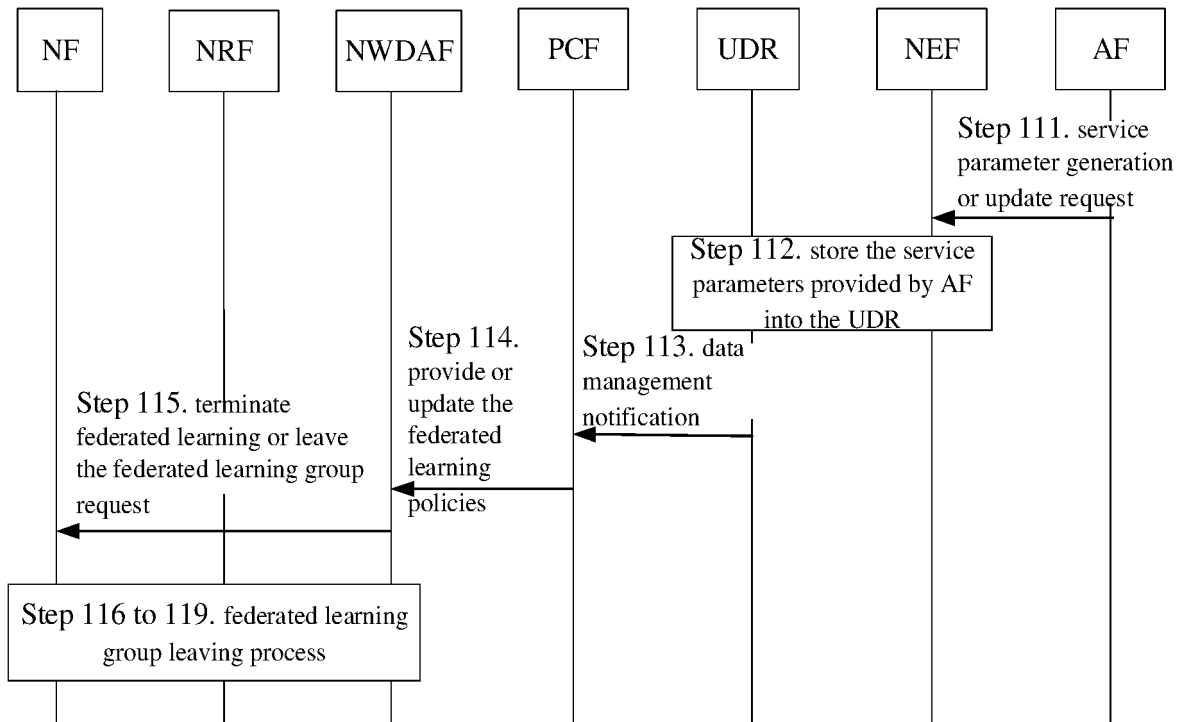 NF
NRF
NWDAF
PCF
UDR
NEF
AF
Step 111. service
parameter generation
or update request
Step 112. store the service
parameters provided by AF
into the UDR
Step 113. data
management
notification
Step 114.
provide or
update the
federated
learning
policies
Step 115. terminate
federated learning or leave
the federated learning group
request
Step 116 to 119. federated learning
group leaving process